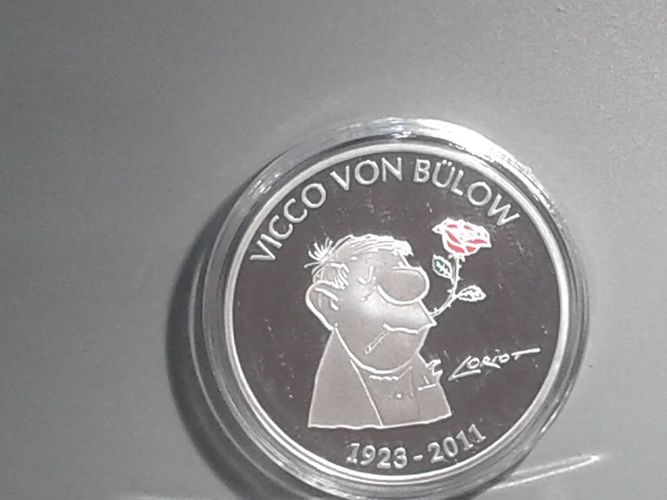 VICCO VON BÜLOW
LORIOT
1923 - 2011